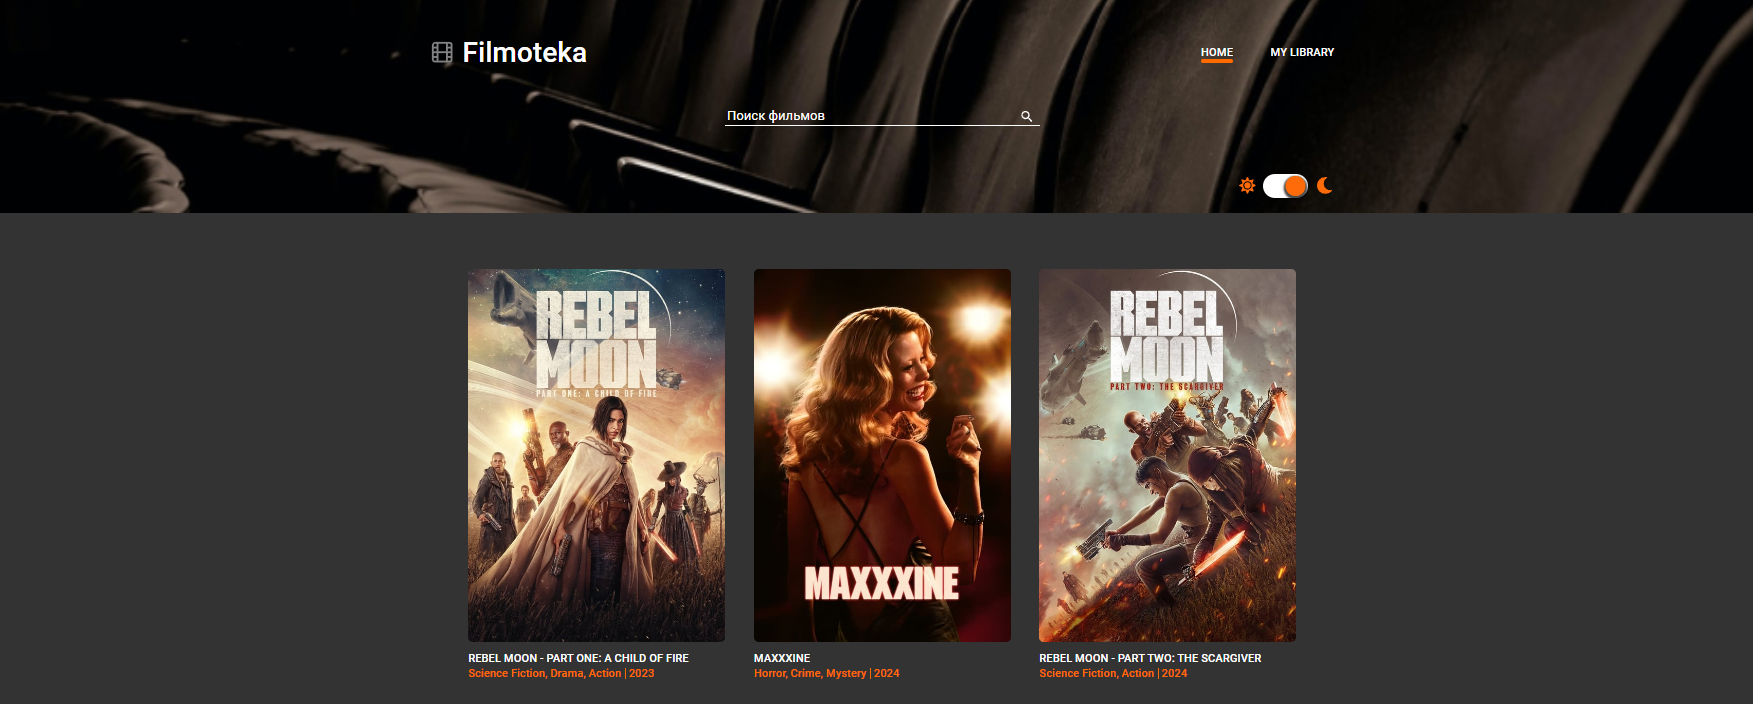 Filmoteka
HOME
MY LIBRARY
Поиск фильмов
REBEL
MOON
PART ONE: A CHILD OF FIRE
MAXXXINE
REBEL
MOON
PART TWO: THE SCARGIVER
REBEL MOON - PART ONE: A CHILD OF FIRE
Science Fiction, Drama, Action | 2023
MAXXXINE
Horror, Crime, Mystery | 2024
REBEL MOON - PART TWO: THE SCARGIVER
Science Fiction, Action | 2024